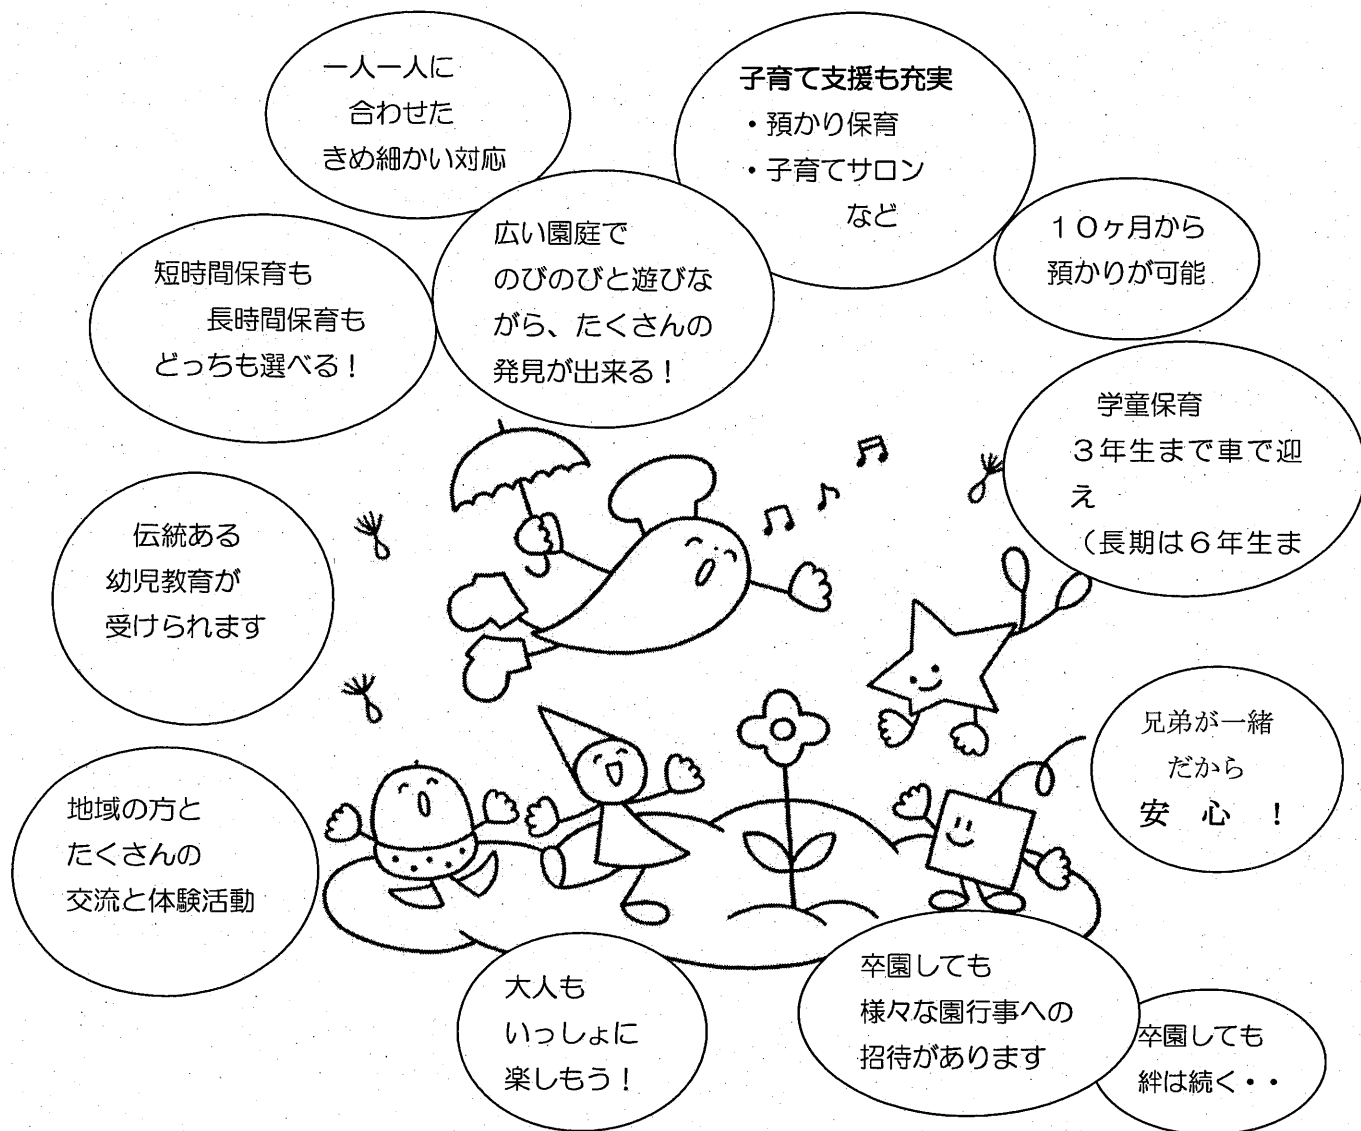 一人一人に
合わせた
きめ細かい対応
子育て支援も充実
・預かり保育
・子育てサロン
など
広い園庭で
のびのびと遊びな
がら、たくさんの
発見が出来る！
１０ヶ月から
預かりが可能
短時間保育も
長時間保育も
どっちも選べる！
学童保育
３年生まで車で迎
え
（長期は６年生ま
伝統ある
幼児教育が
受けられます
兄弟が一緒
だから
安　心　！
地域の方と
たくさんの
交流と体験活動
大人も
いっしょに
楽しもう！
卒園しても
様々な園行事への
招待があります
卒園しても
絆は続く・・